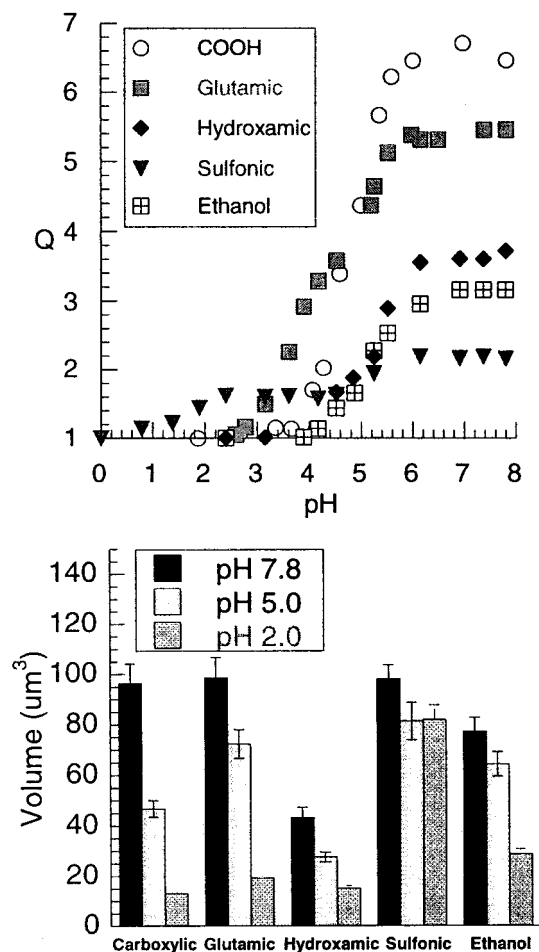 7
6
5
4
3
2
1
Q
COOH
Glutamic
Hydroxamic
Sulfonic
Ethanol
0 1 2 3 4 5 6 7 8
pH
140
120
100
80
60
40
20
0
Volume (um³)
pH 7.8
pH 5.0
pH 2.0
Carboxylic Glutamic Hydroxamic Sulfonic Ethanol